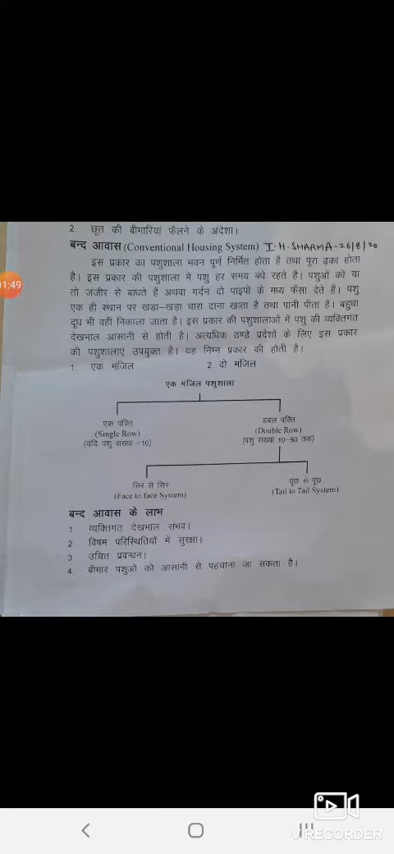 2. छूत की बीमारियां फैलने के अंदेशा।
बन्द आवास (Conventional Housing System) I.H.SHARMA-26/8/20
इस प्रकार का पशुशाला भवन पूर्ण निर्मित होता है तथा पूरा ढ़का होता
1:49
है। इस प्रकार की पशुशाला में पशु हर समय बंधे रहते है। पशुओं को या
तो जंजीर से बांधते हैं अथवा गर्दन दो पाइपो के मध्य फँसा देते हैं। पशु
एक ही स्थान पर खड़ा-खड़ा चारा दाना खाता है तथा पानी पीता है। बहुधा
दूध भी वही निकाला जाता है। इस प्रकार की पशुशालाओं में पशु की व्यक्तिगत
देखभाल आसानी से होती है। अत्यधिक ठण्डे प्रदेशो के लिए इस प्रकार
की पशुशालाएं उपयुक्त है। यह निम्न प्रकार की होती है।
1. एक मंजिल 2. दो मंजिल
एक मंजिल पशुशाला
एक पंक्ति डबल पंक्ति
(Single Row) (Double Row)
(यदि पशु संख्या -10) (पशु संख्या 10-50 तक)
सिर से सिर पूछ से पूछ
(Face to face System) (Tail to Tail System)
बन्द आवास के लाभ
1 व्यक्तिगत देखभाल संभव।
2. विषम परिस्थितियों में सुरक्षा।
3 उचित प्रबन्धन।
4. बीमार पशुओं को आसानी से पहचाना जा सकता है।
VIRECORDER